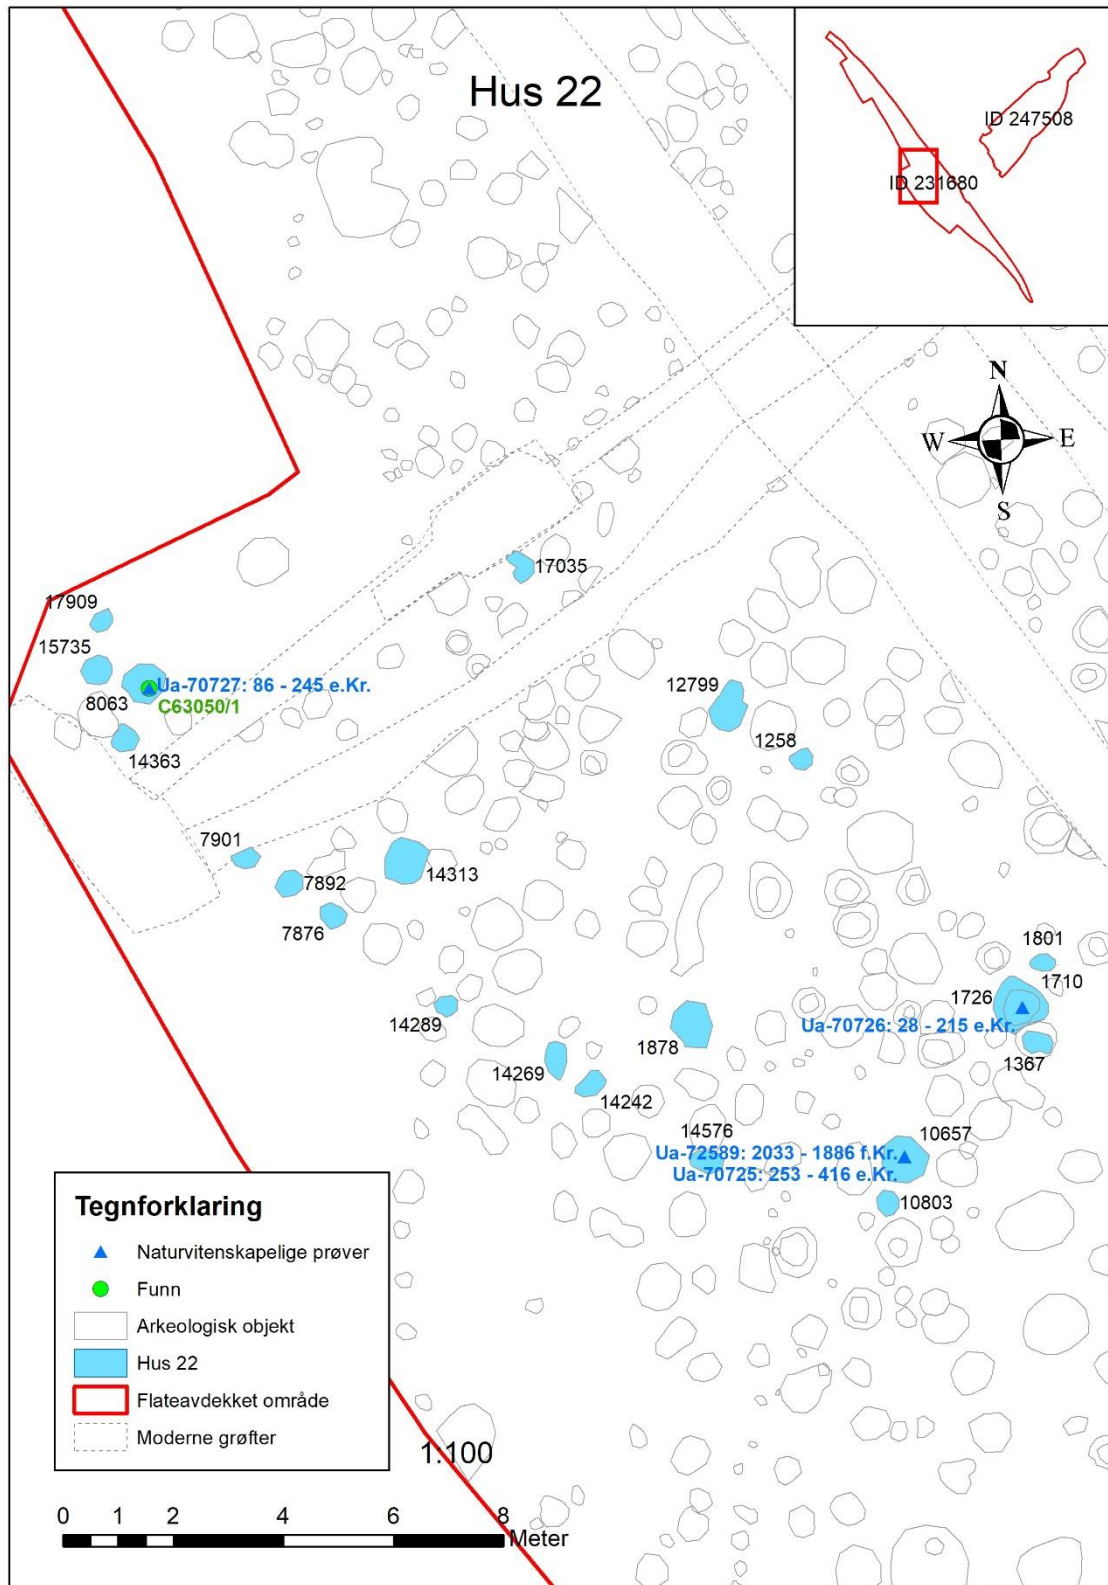 Hus 22
ID 247508
ID 231680
N
W E
S
17035
17909
15735
Ua-70727: 86 - 245 e.Kr.
8063
C63050/1
14363
12799
1258
7901
7892
14313
7876
1801
1710
1726
Ua-70726: 28 - 215 e.Kr.
14289
1878
1367
14269
14242
14576
10657
Ua-72589: 2033 - 1886 f.Kr.
Ua-70725: 253 - 416 e.Kr.
10803
Tegnforklaring
Naturvitenskapelige prøver
Funn
Arkeologisk objekt
Hus 22
Flateavdekket område
Moderne grøfter
1:100
0 1 2 4 6 8
Meter